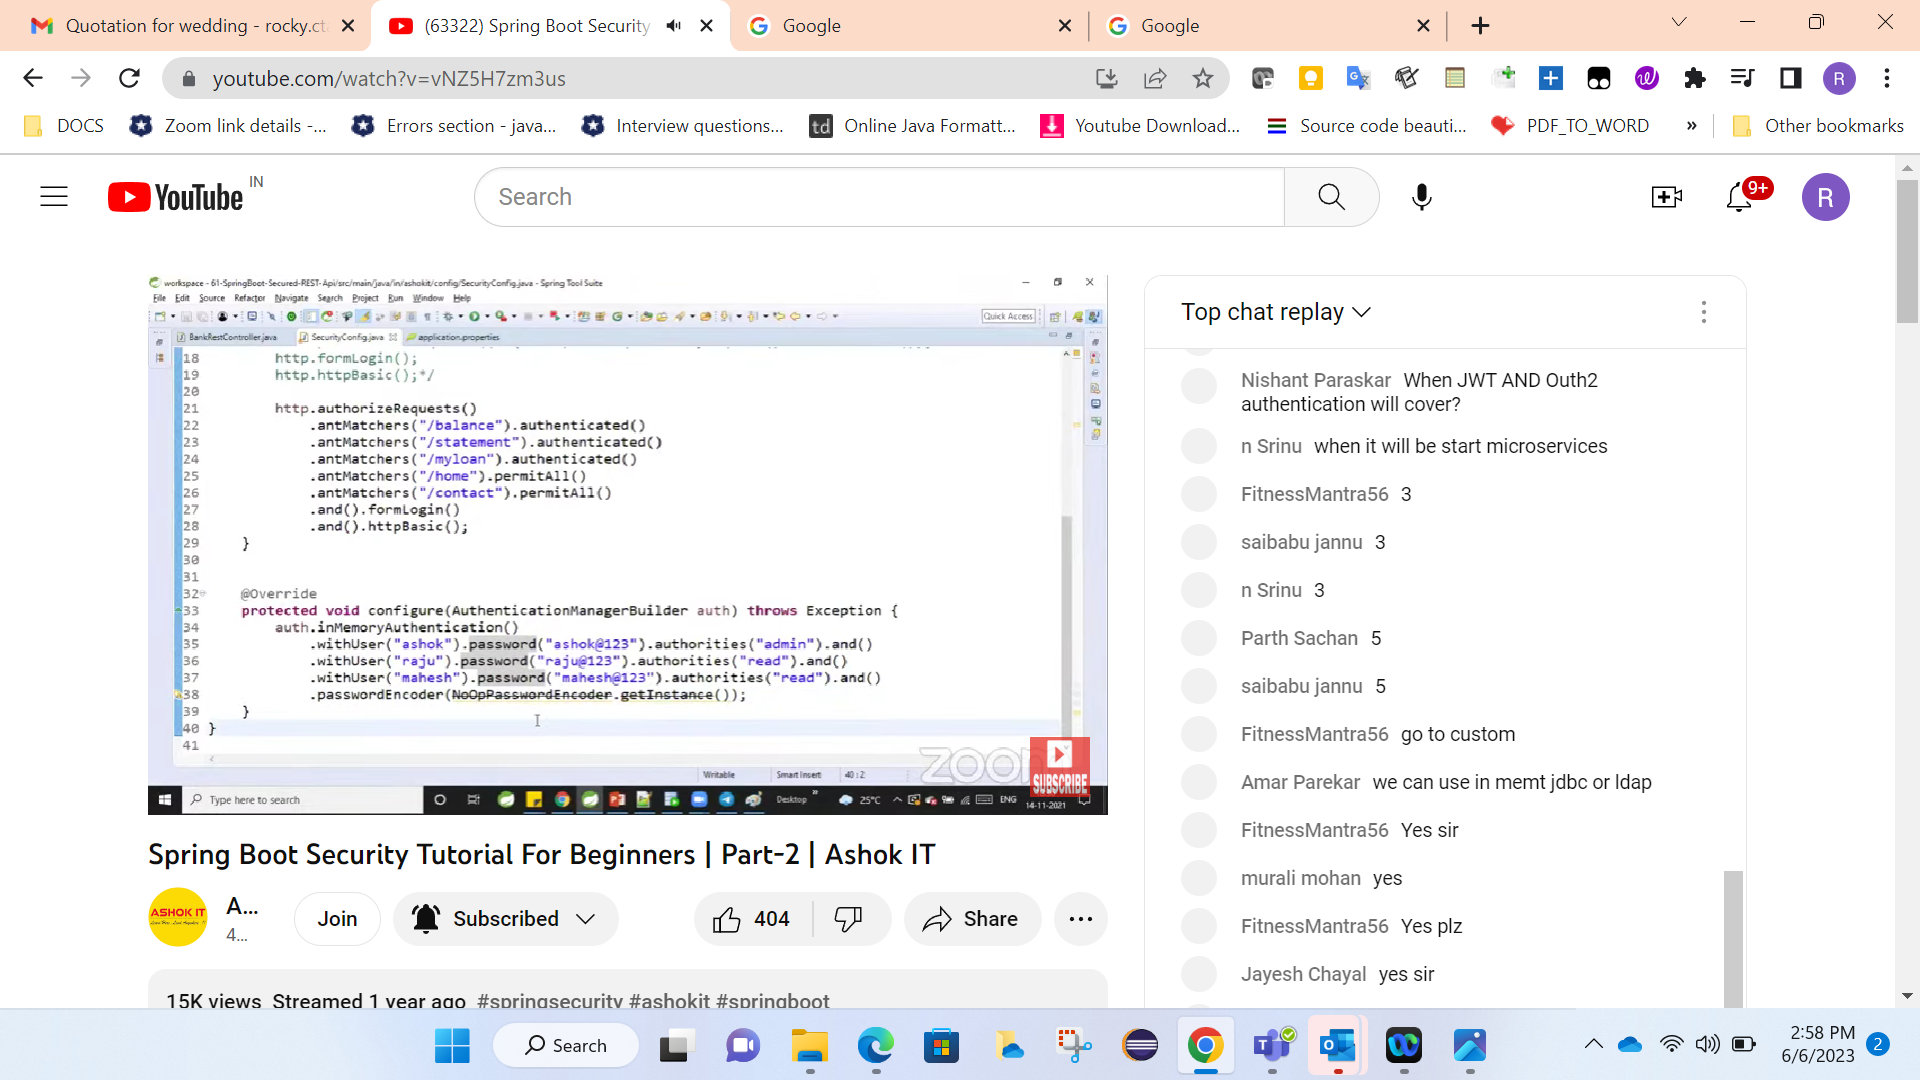 Quotation for wedding - rocky.ct
(63322) Spring Boot Security
Google
Google
youtube.com/watch?v=vNZ5H7zm3us
R
DOCS
Zoom link details -...
Errors section - java...
Interview questions...
td
Online Java Formatt...
Youtube Download...
Source code beauti...
PDF_TO_WORD
»
Other bookmarks
YouTube IN
Search
9+
R
workspace - 61-SpringBoot-Secured-REST-Api/src/main/java/in/ashokit/config/SecurityConfig.java - Spring Tool Suite
File Edit Source Refactor Navigate Search Project Run Window Help
Quick Access
BankRestController.java
SecurityConfig.java
application.properties
18 http.formLogin();
19 http.httpBasic();*/
20
21 http.authorizeRequests()
22 .antMatchers("/balance").authenticated()
23 .antMatchers("/statement").authenticated()
24 .antMatchers("/myloan").authenticated()
25 .antMatchers("/home").permitAll()
26 .antMatchers("/contact").permitAll()
27 .and().formLogin()
28 .and().httpBasic();
29 }
30
31
32 @Override
33 protected void configure(AuthenticationManagerBuilder auth) throws Exception {
34 auth.inMemoryAuthentication()
35 .withUser("ashok").password("ashok@123").authorities("admin").and()
36 .withUser("raju").password("raju@123").authorities("read").and()
37 .withUser("mahesh").password("mahesh@123").authorities("read").and()
38 .passwordEncoder(NoOpPasswordEncoder.getInstance());
39 }
40 }
41
Writable
Smart Insert
40 : 2
zoom
SUBSCRIBE
Type here to search
Desktop
25°C
ENG
14-11-2021
Top chat replay
Nishant Paraskar When JWT AND Outh2
authentication will cover?
n Srinu when it will be start microservices
FitnessMantra56 3
saibabu jannu 3
n Srinu 3
Parth Sachan 5
saibabu jannu 5
FitnessMantra56 go to custom
Amar Parekar we can use in memt jdbc or ldap
FitnessMantra56 Yes sir
murali mohan yes
FitnessMantra56 Yes plz
Jayesh Chayal yes sir
Spring Boot Security Tutorial For Beginners | Part-2 | Ashok IT
ASHOK IT
A...
4...
Join
Subscribed
404
Share
15K views Streamed 1 year ago #springsecurity #ashokit #springboot
Search
2:58 PM
6/6/2023
2